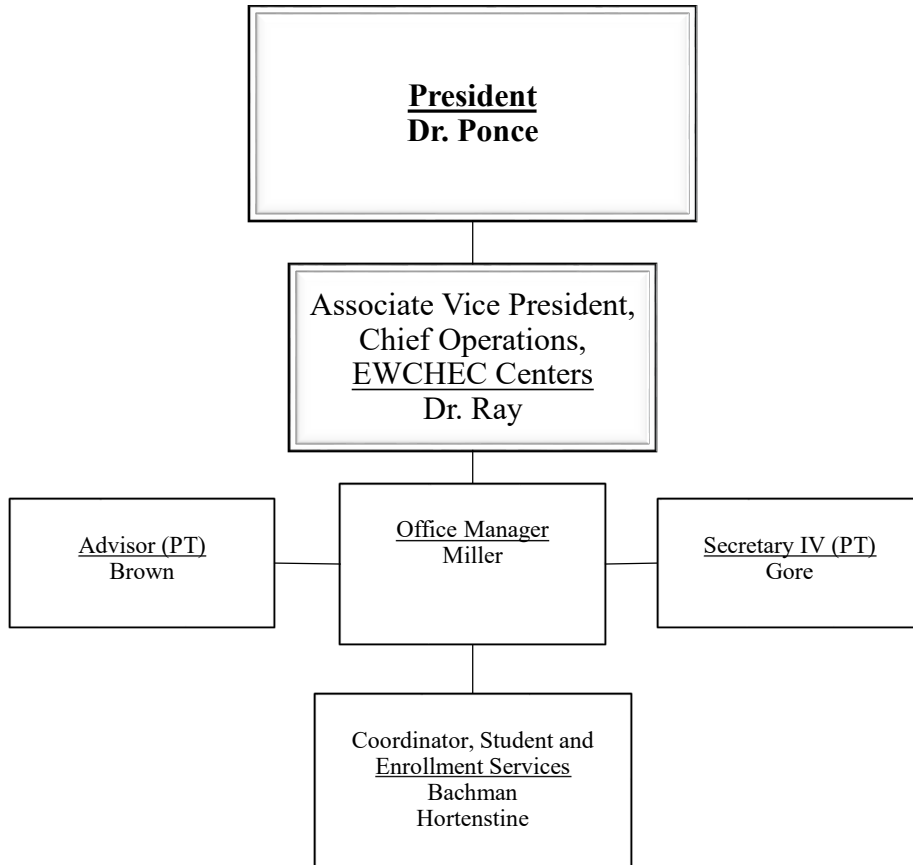 President
Dr. Ponce
Associate Vice President,
Chief Operations,
EWCHEC Centers
Dr. Ray
Advisor (PT)
Brown
Office Manager
Miller
Secretary IV (PT)
Gore
Coordinator, Student and
Enrollment Services
Bachman
Hortenstine